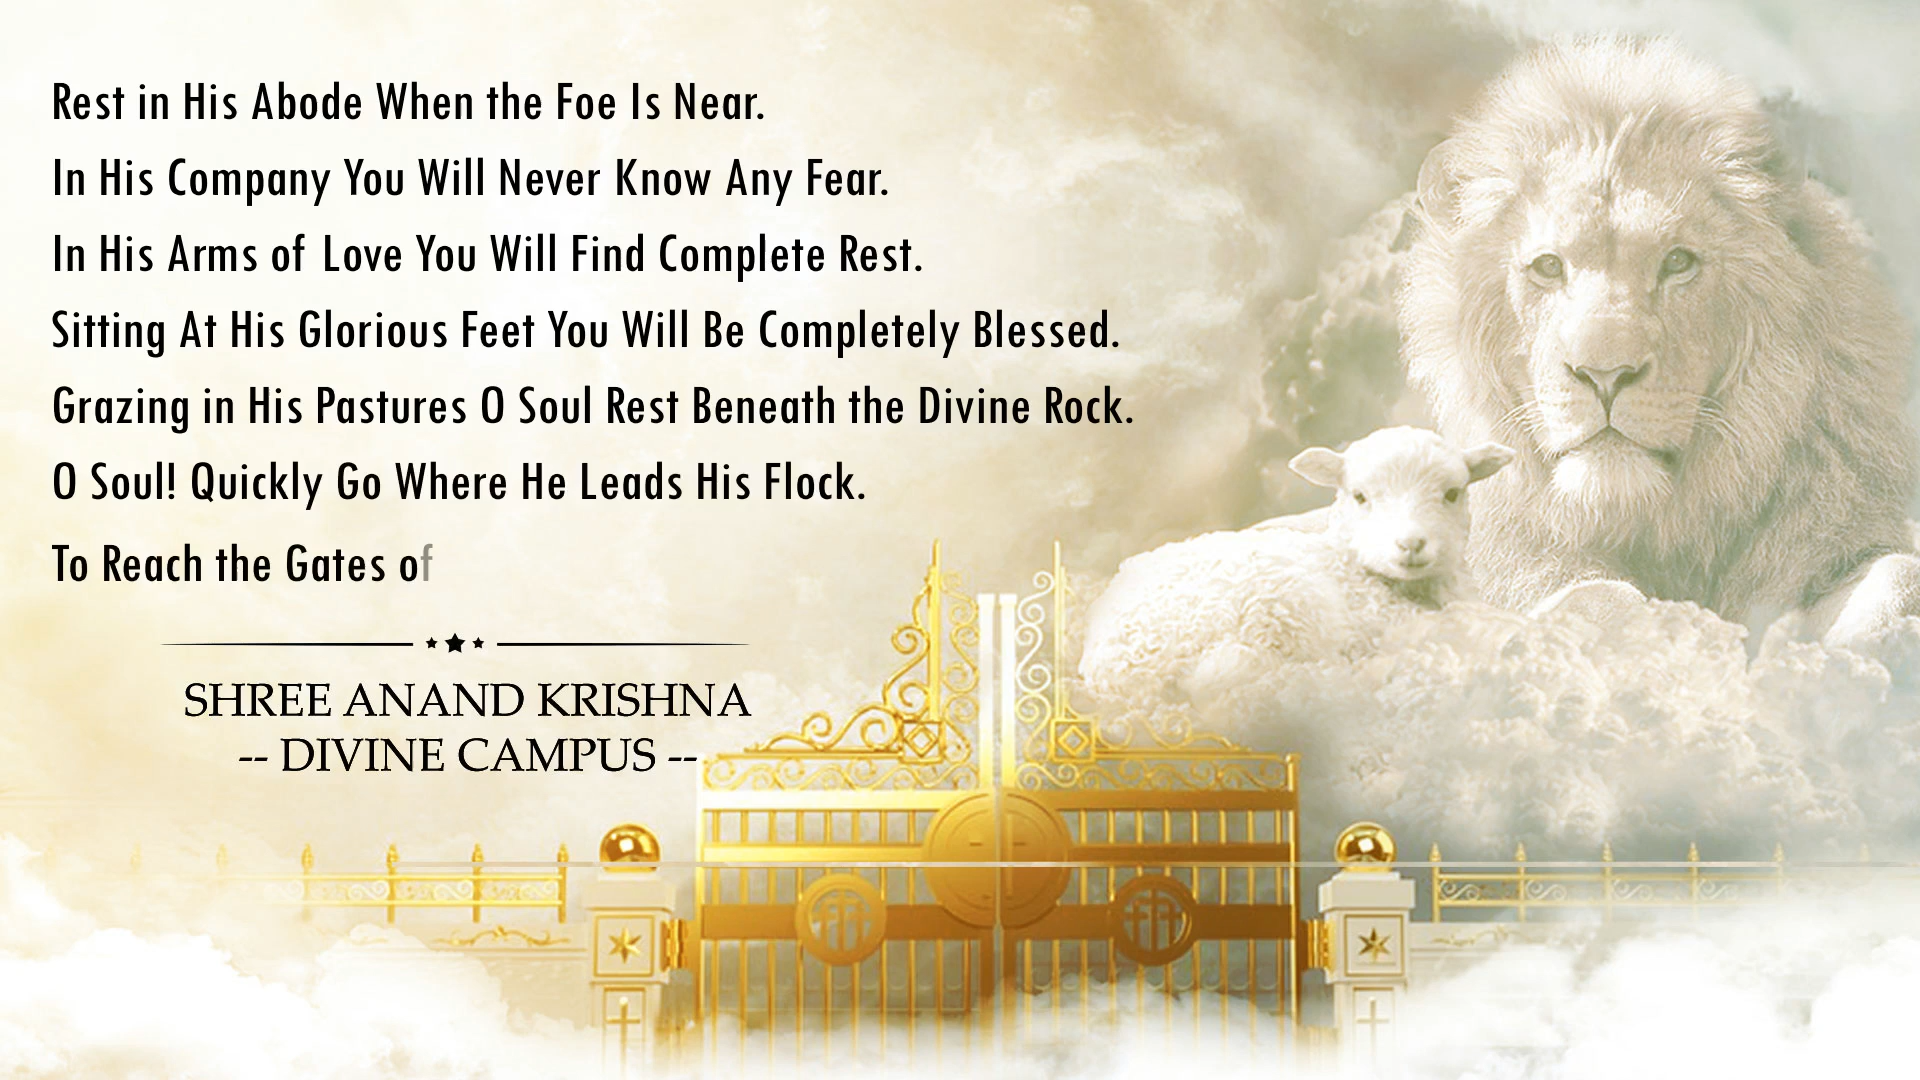 Rest in His Abode When the Foe Is Near.
In His Company You Will Never Know Any Fear.
In His Arms of Love You Will Find Complete Rest.
Sitting At His Glorious Feet You Will Be Completely Blessed.
Grazing in His Pastures O Soul Rest Beneath the Divine Rock.
O Soul! Quickly Go Where He Leads His Flock.
To Reach the Gates of
SHREE ANAND KRISHNA
-- DIVINE CAMPUS --